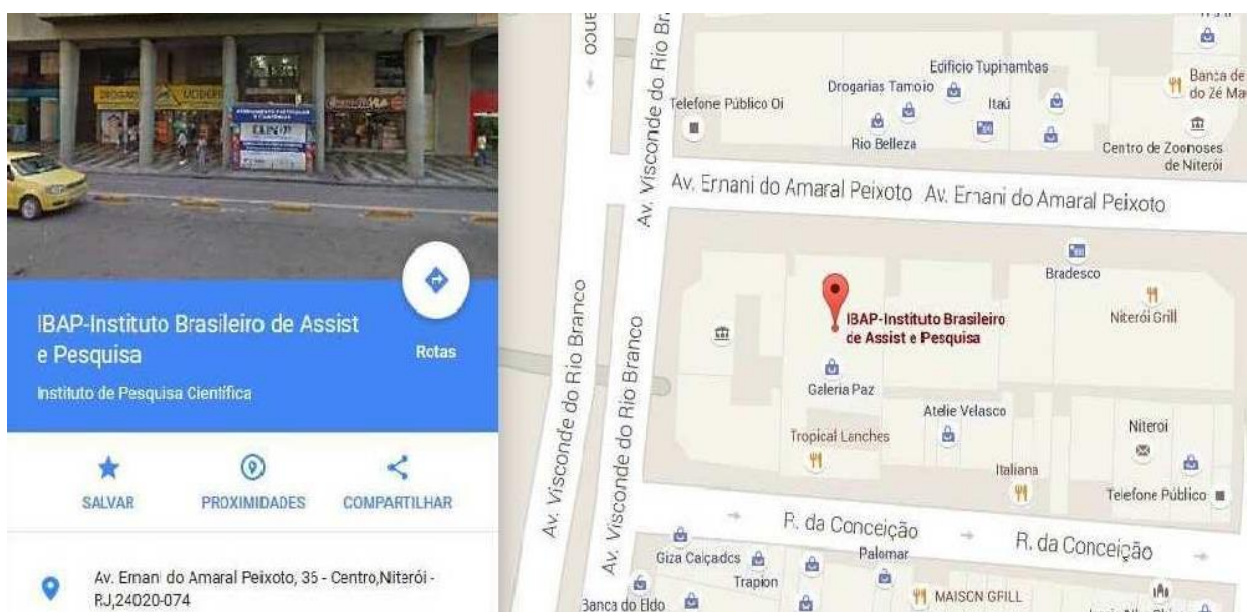 DROGARIA MODERNA
IBAP-Instituto Brasileiro de Assist
e Pesquisa
Rotas
Instituto de Pesquisa Científica
SALVAR
PROXIMIDADES
COMPARTILHAR
Av. Ernani do Amaral Peixoto, 35 - Centro,Niterói -
RJ,24020-074
Av. Visconde do Rio Branco
Av. Visconde do Rio Branco
Av. Visconde do Rio Br
Telefone Público Oi
Drogarias Tamoio
Edifício Tupinambas
Itaú
Rio Belleza
Banca de
do Zé Ma
Centro de Zoonoses
de Niterói
Av. Ernani do Amaral Peixoto
Av. Ernani do Amaral Peixoto
Bradesco
Niterói Grill
IBAP-Instituto Brasileiro
de Assist e Pesquisa
Galeria Paz
Atelie Velasco
Tropical Lanches
Italiana
Niteroi
Telefone Público
R. da Conceição
R. da Conceição
Giza Calçados
Trapion
Palomar
Banca do Eldo
MAISON GRILL